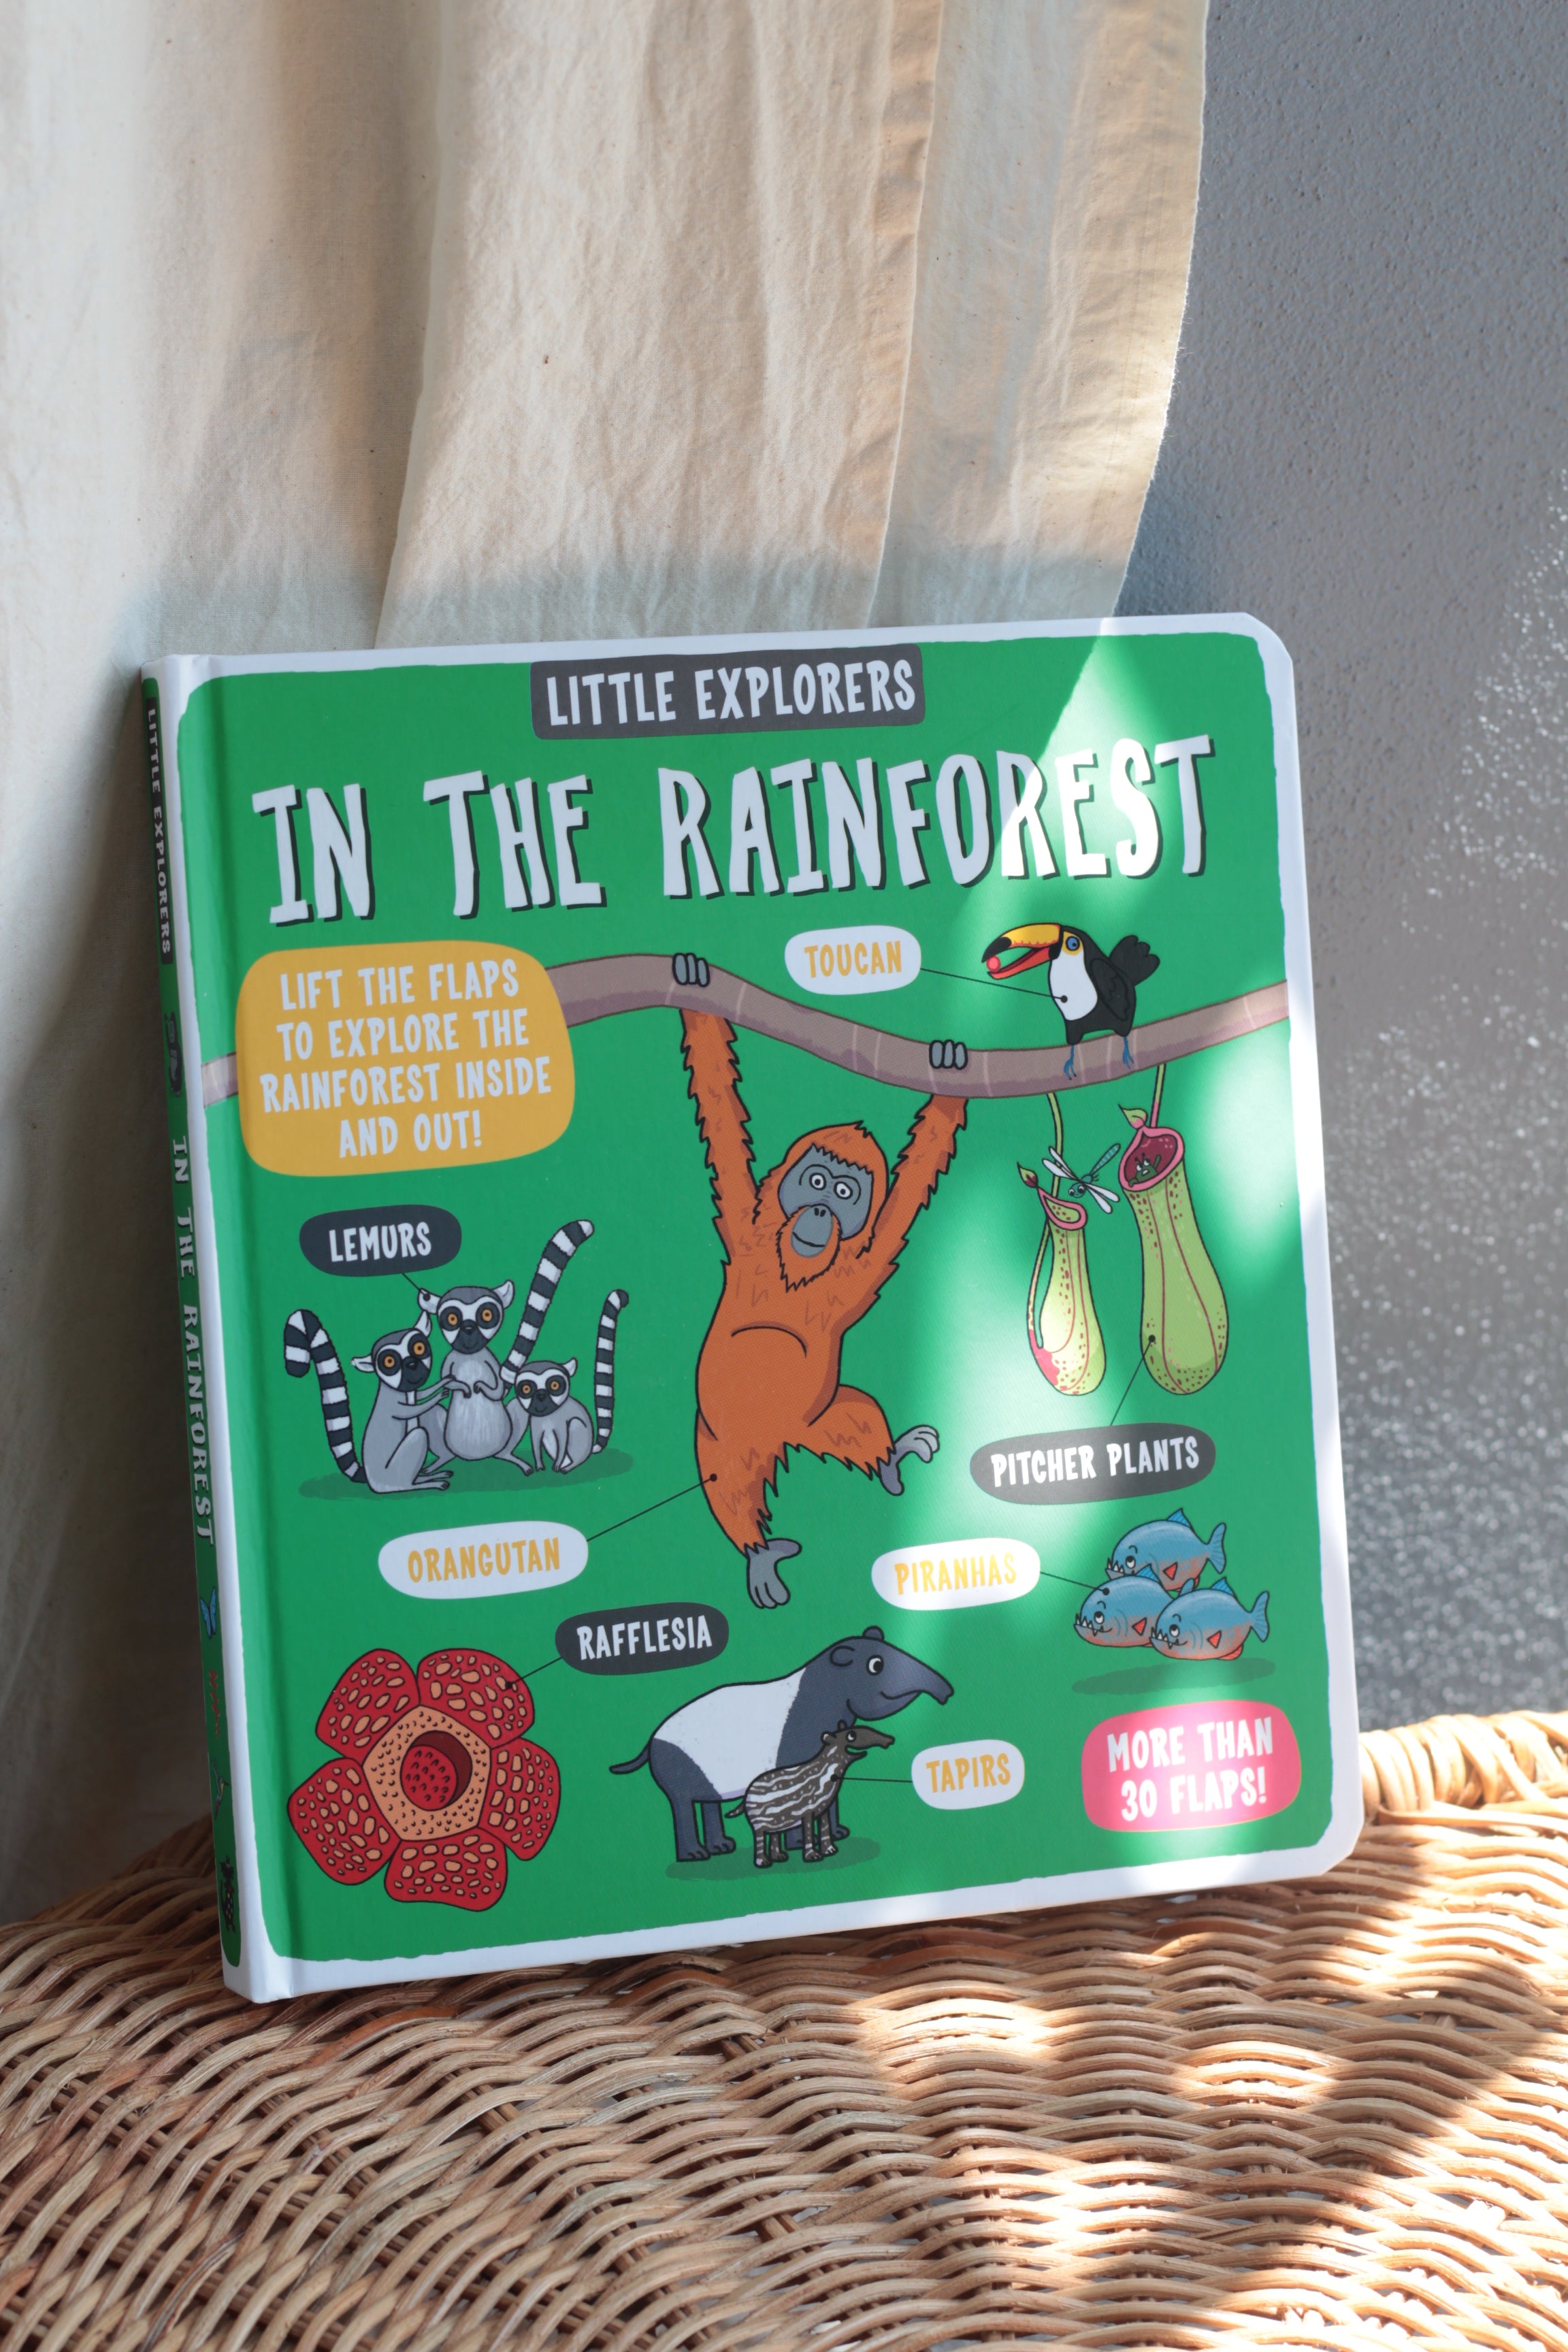 LITTLE EXPLORERS
IN THE RAINFOREST
TOUCAN
LIFT THE FLAPS
TO EXPLORE THE
RAINFOREST INSIDE
AND OUT!
LEMURS
PITCHER PLANTS
ORANGUTAN
PIRANHAS
RAFFLESIA
TAPIRS
MORE THAN
30 FLAPS!
LITTLE EXPLORERS
IN THE RAINFOREST